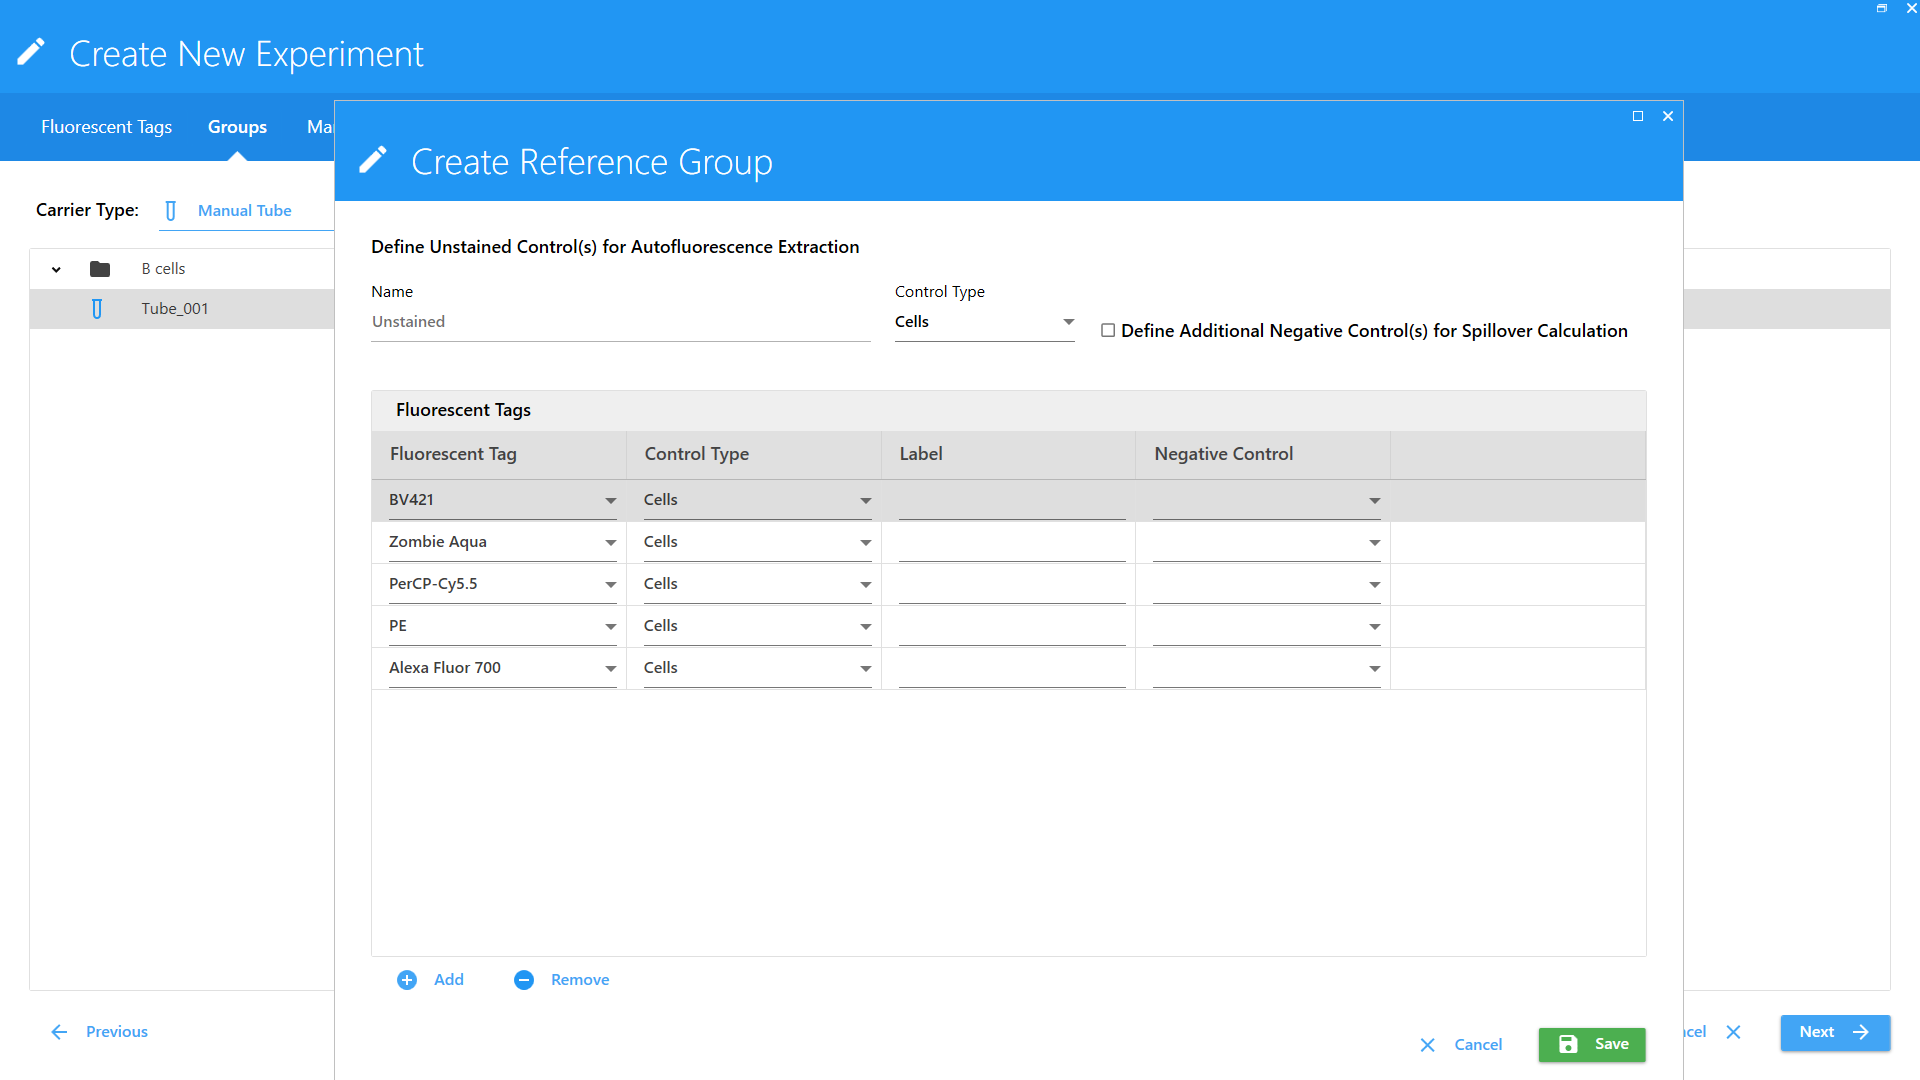 Create New Experiment
Fluorescent Tags Groups Ma
Create Reference Group
Carrier Type: Manual Tube
B cells
Tube_001
Define Unstained Control(s) for Autofluorescence Extraction
Name Control Type
Unstained Cells
Define Additional Negative Control(s) for Spillover Calculation
Fluorescent Tags
Fluorescent Tag Control Type Label Negative Control
BV421 Cells
Zombie Aqua Cells
PerCP-Cy5.5 Cells
PE Cells
Alexa Fluor 700 Cells
Add Remove
Cancel Save
Previous ncel Next